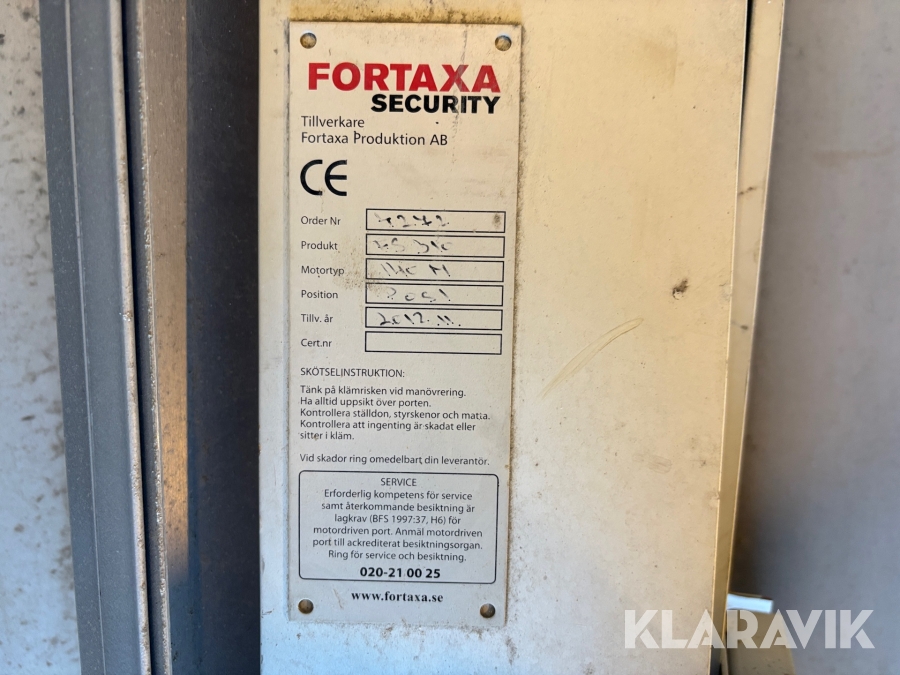 FORTAXA
SECURITY
Tillverkare
Fortaxa Produktion AB
CE
Order Nr
Produkt
Motortyp
Position
Tillv. år 2012.11.
Cert.nr
SKÖTSELINSTRUKTION:
Tänk på klämrisken vid manövrering.
Ha alltid uppsikt över porten.
Kontrollera ställdon, styrskenor och matta.
Kontrollera att ingenting är skadat eller
sitter i kläm.
Vid skador ring omedelbart din leverantör.
SERVICE
Erforderlig kompetens för service
samt återkommande besiktning är
lagkrav (BFS 1997:37, H6) för
motordriven port. Anmäl motordriven
port till ackrediterat besiktningsorgan.
Ring för service och besiktning.
020-21 00 25
www.fortaxa.se
KLARAVIK